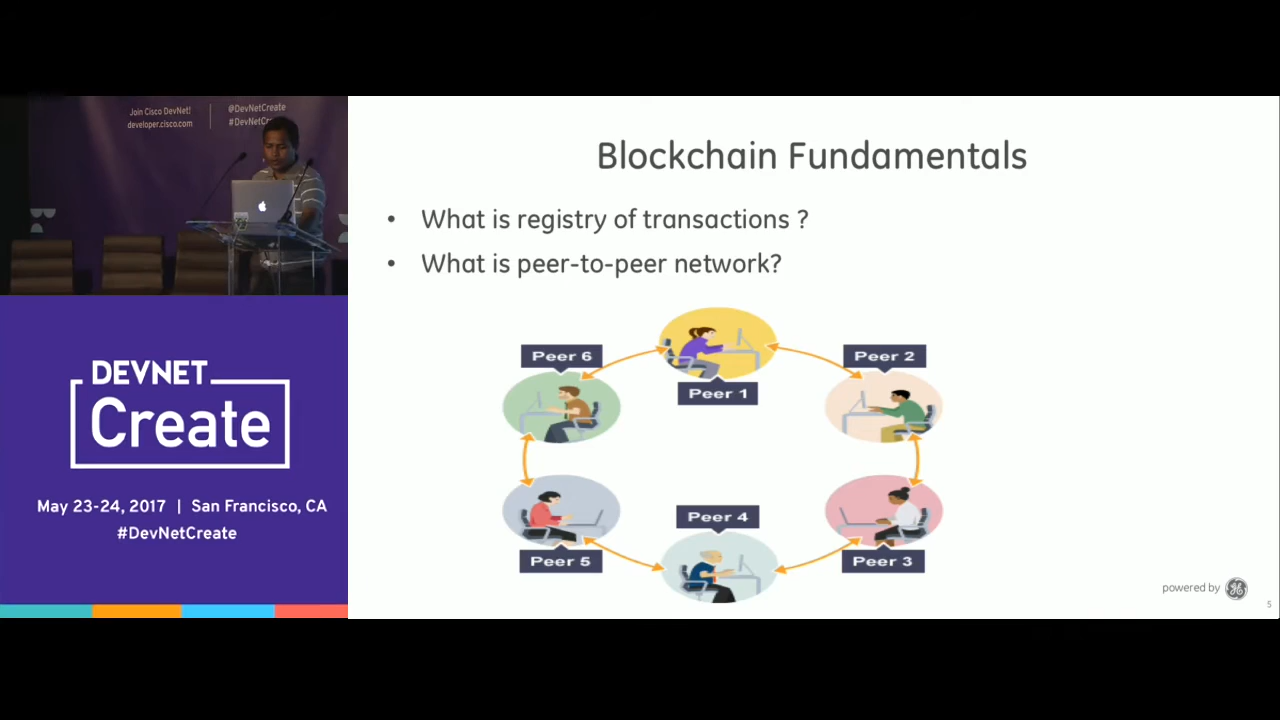 Join Cisco DevNet!
developer.cisco.com
@DevNetCreate
#DevNetCr
DEVNET
Create
May 23-24, 2017 | San Francisco, CA
#DevNetCreate
Blockchain Fundamentals
• What is registry of transactions ?
• What is peer-to-peer network?
Peer 6
Peer 1
Peer 2
Peer 4
Peer 5
Peer 3
powered by
5